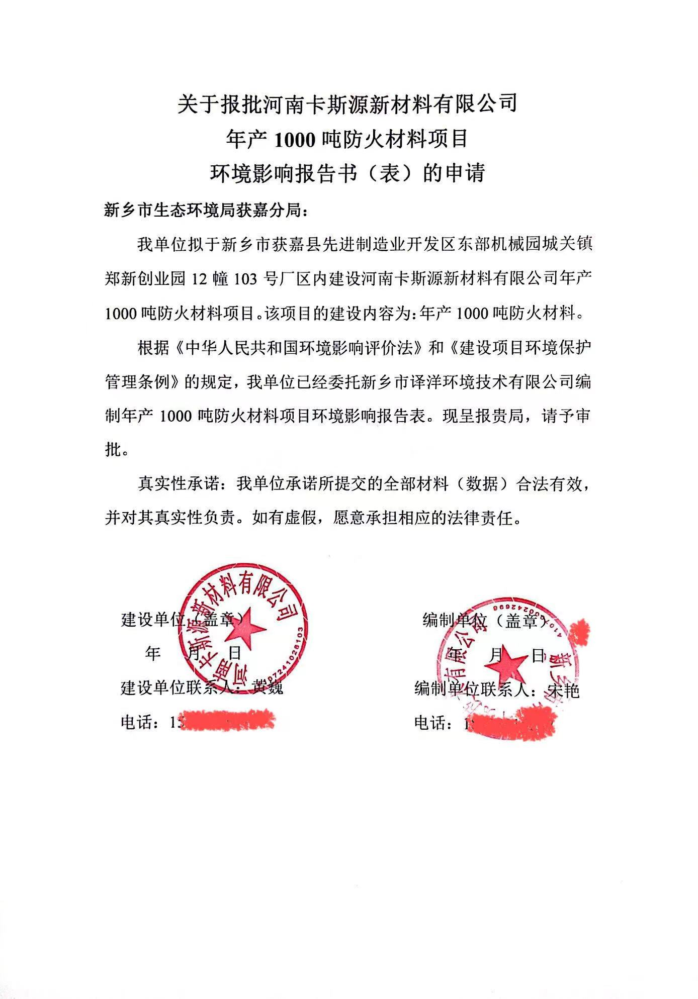 关于报批河南卡斯源新材料有限公司
年产 1000 吨防火材料项目
环境影响报告书（表）的申请
新乡市生态环境局获嘉分局：
我单位拟于新乡市获嘉县先进制造业开发区东部机械园城关镇
郑新创业园 12 幢 103 号厂区内建设河南卡斯源新材料有限公司年产
1000 吨防火材料项目。该项目的建设内容为：年产 1000 吨防火材料。
根据《中华人民共和国环境影响评价法》和《建设项目环境保护
管理条例》的规定，我单位已经委托新乡市译洋环境技术有限公司编
制年产 1000 吨防火材料项目环境影响报告表。现呈报贵局，请予审
批。
真实性承诺：我单位承诺所提交的全部材料（数据）合法有效，
并对其真实性负责。如有虚假，愿意承担相应的法律责任。
河南卡斯源新材料有限公司
4107241028103
建设单位（盖章）
年 月 日
建设单位联系人：黄巍
电话：15
新乡市
有限公司
编制单位（盖章）
年 月 日
编制单位联系人：宋艳
电话：1